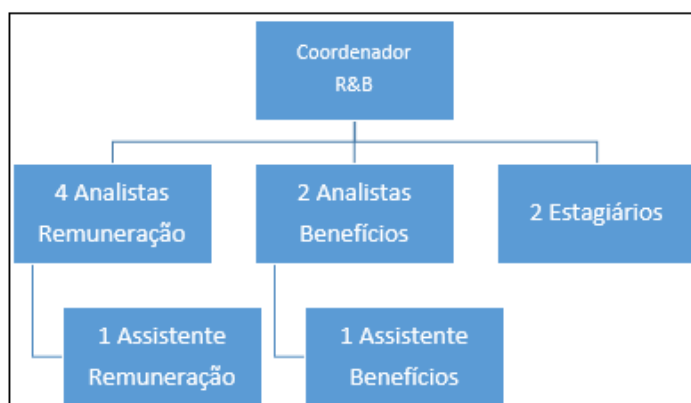 Coordenador
R&B
4 Analistas
Remuneração
2 Analistas
Benefícios
2 Estagiários
1 Assistente
Remuneração
1 Assistente
Benefícios